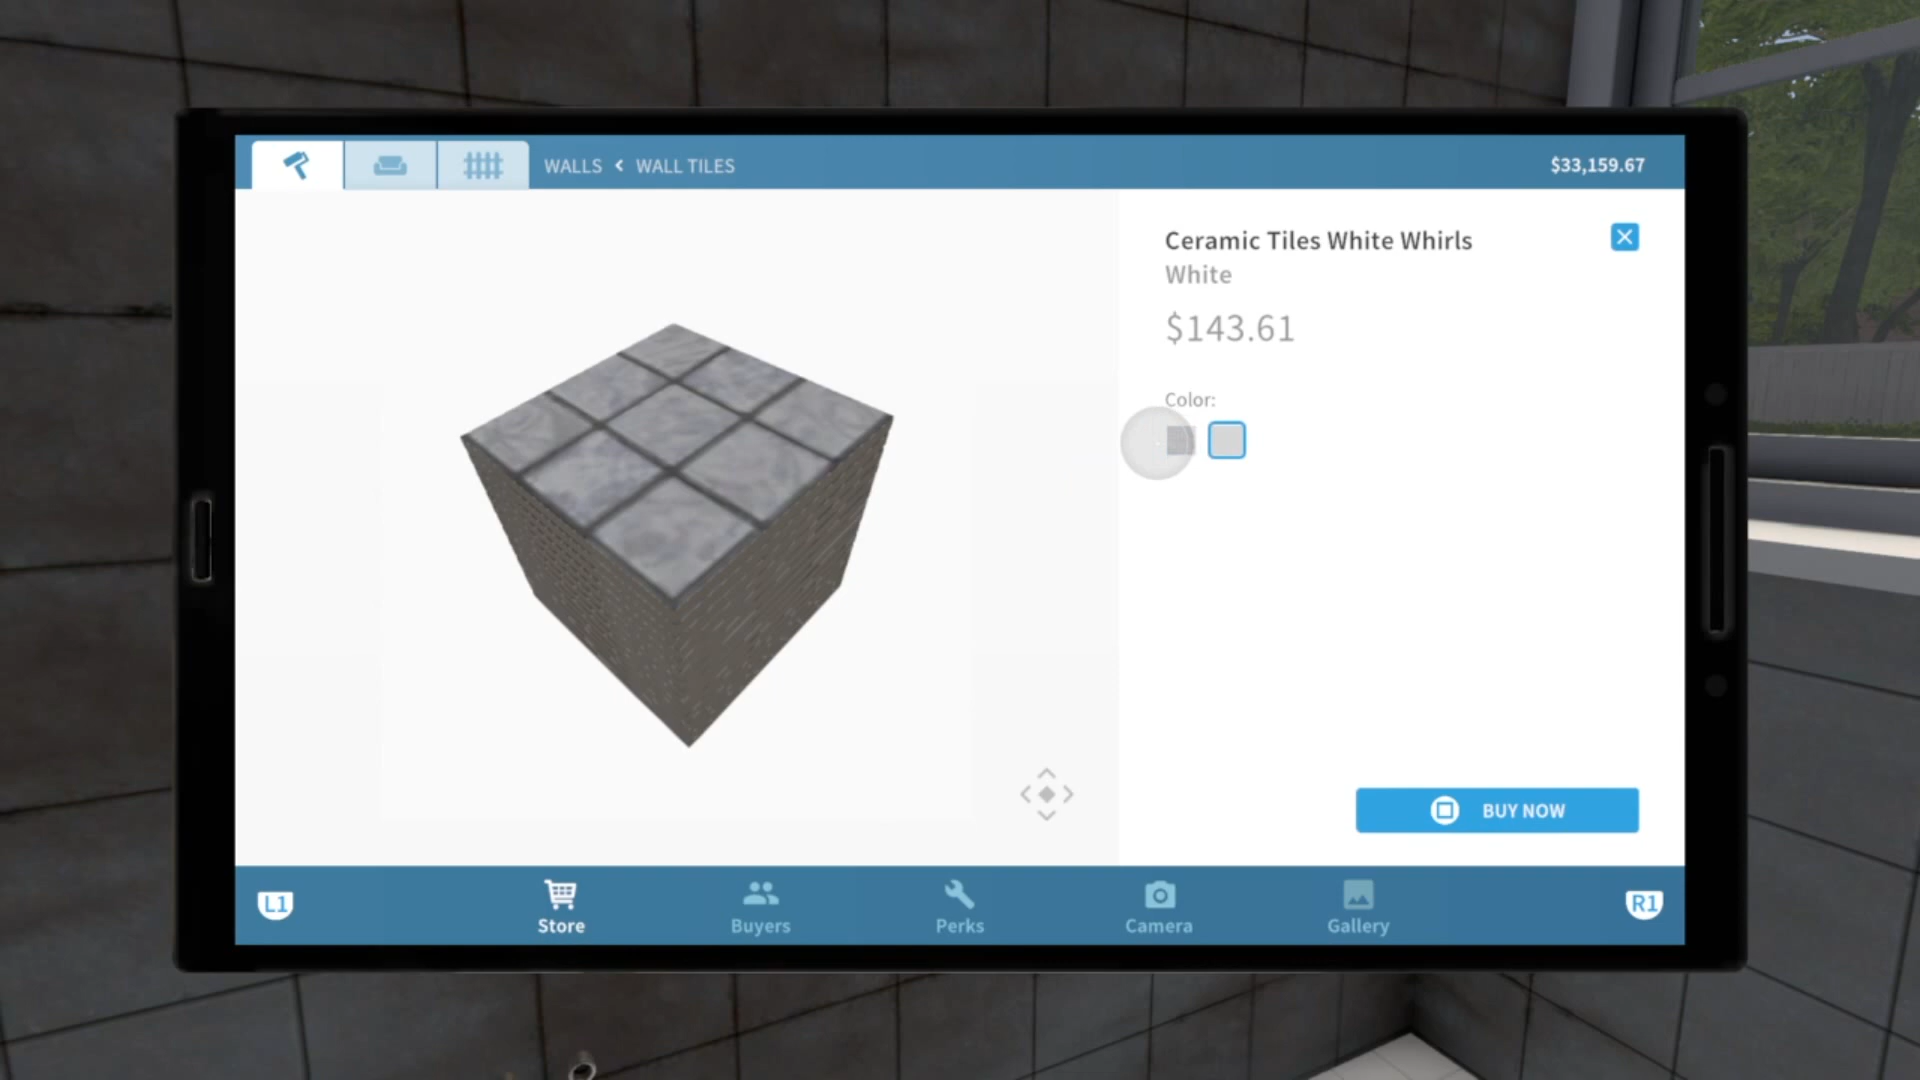 WALLS < WALL TILES
$33,159.67
Ceramic Tiles White Whirls
White
$143.61
Color:
BUY NOW
L1
Store
Buyers
Perks
Camera
Gallery
R1